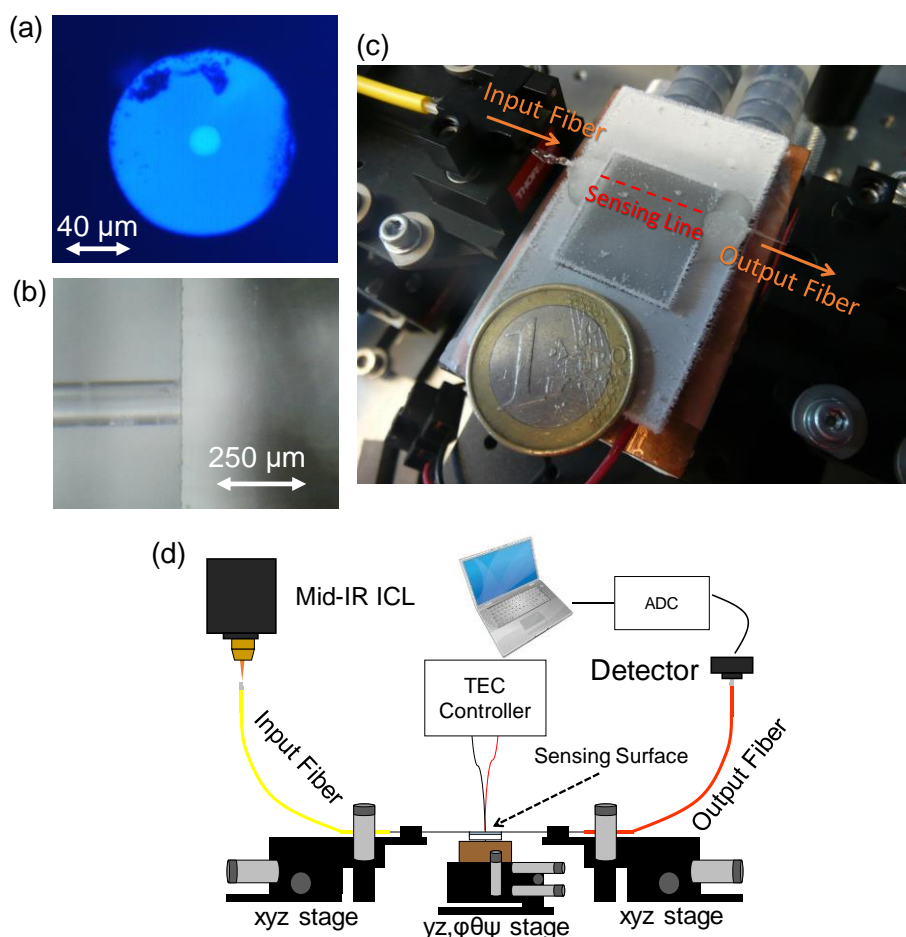 (a)
40 μm
(b)
250 μm
(c)
Input Fiber
Sensing Line
Output Fiber
1
(d)
Mid-IR ICL
ADC
Detector
TEC
Controller
Input Fiber
Sensing Surface
Output Fiber
xyz stage
yz,φθψ stage
xyz stage